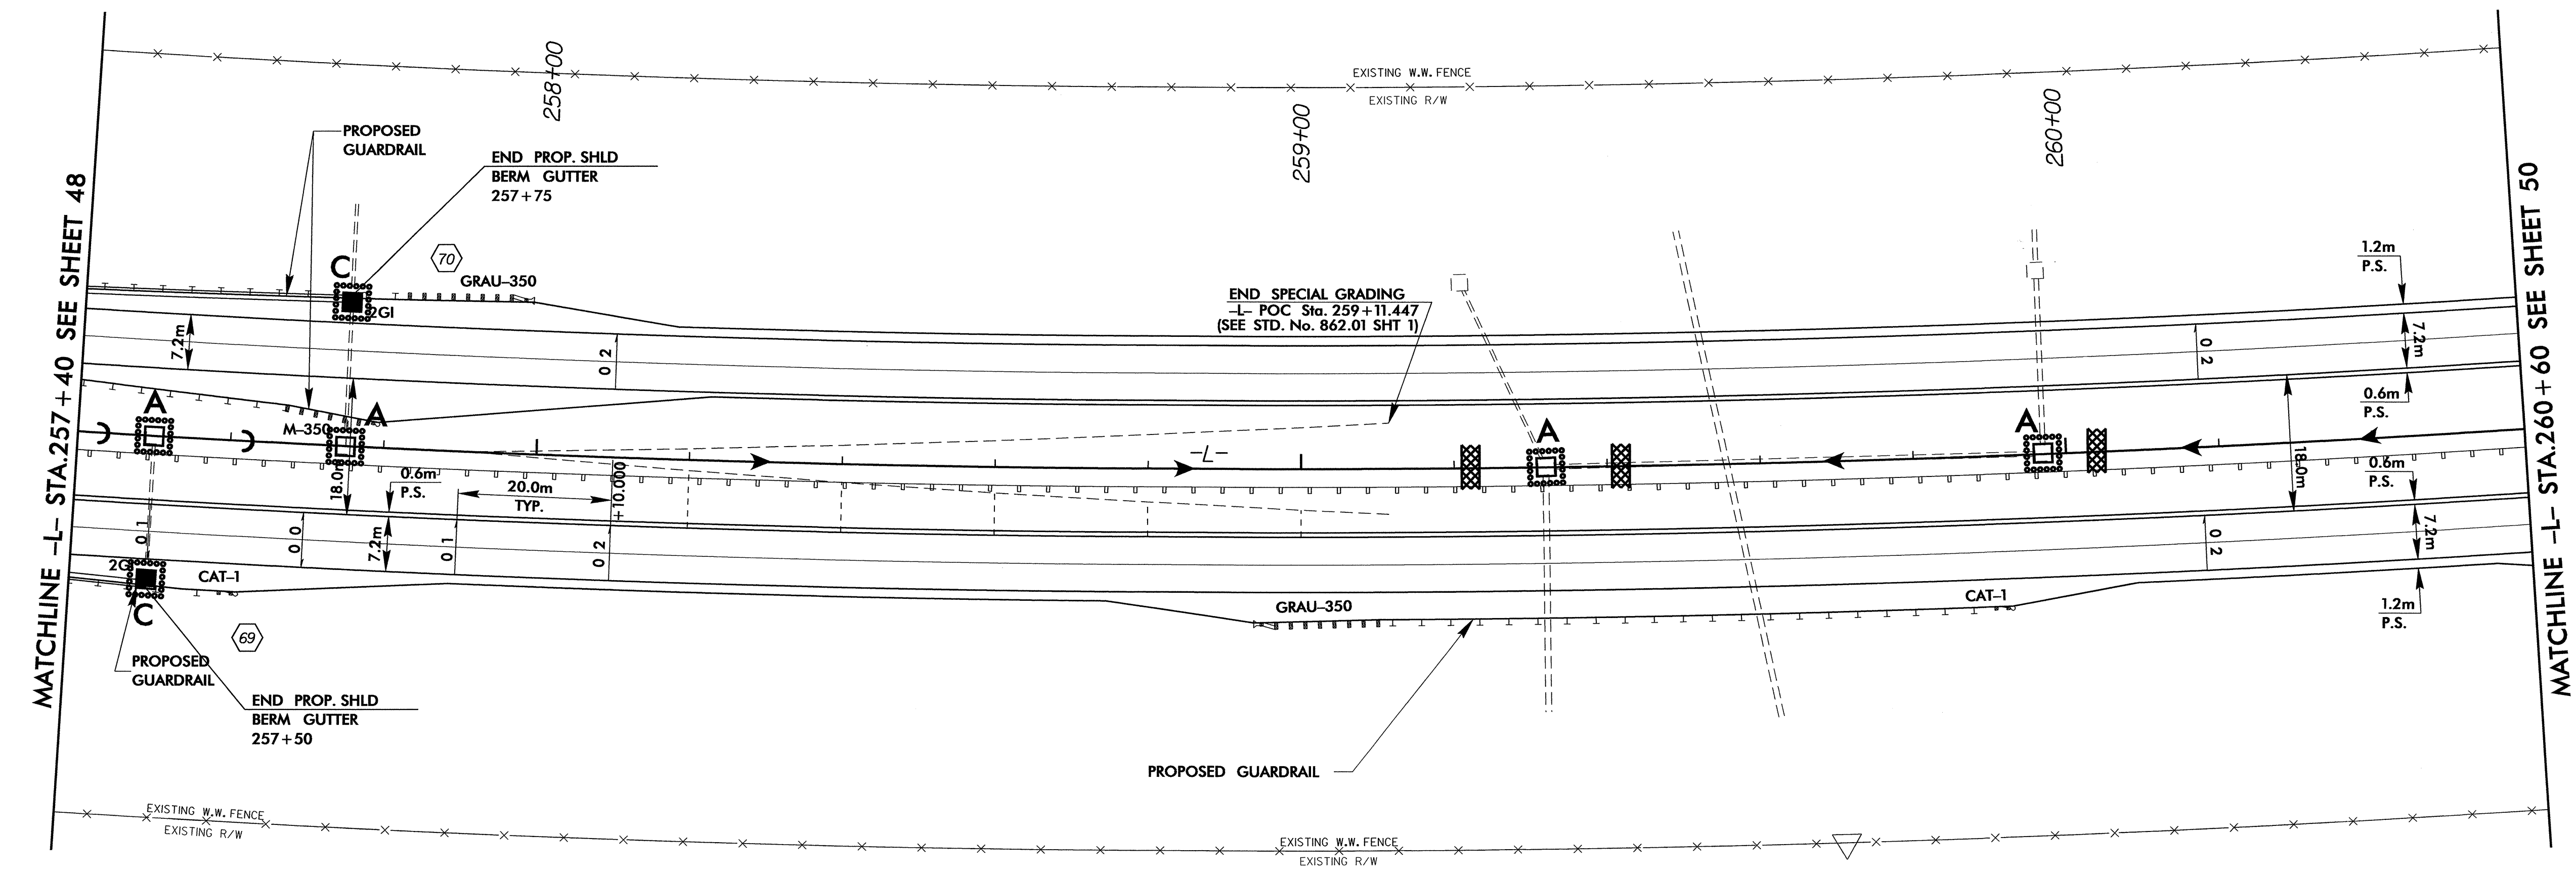 258+00
259+00
260+00
EXISTING W.W. FENCE
EXISTING R/W
MATCHLINE -L- STA.257+40 SEE SHEET 48
PROPOSED
GUARDRAIL
END PROP. SHLD
BERM GUTTER
257+75
C
70
GRAU-350
2GI
7.2m
0 2
END SPECIAL GRADING
-L- POC Sta. 259+11.447
(SEE STD. No. 862.01 SHT 1)
1.2m
P.S.
7.2m
0 2
0.6m
P.S.
MATCHLINE -L- STA.260+60 SEE SHEET 50
A
A
M-350
18.0m
-L-
A
A
18.0m
0.6m
P.S.
20.0m
TYP.
+10.000
0.6m
P.S.
0 1
0 0
7.2m
0 1
0 2
0 2
7.2m
2GI
CAT-1
C
69
GRAU-350
CAT-1
1.2m
P.S.
PROPOSED
GUARDRAIL
END PROP. SHLD
BERM GUTTER
257+50
PROPOSED GUARDRAIL
EXISTING W.W. FENCE
EXISTING R/W
EXISTING W.W. FENCE
EXISTING R/W